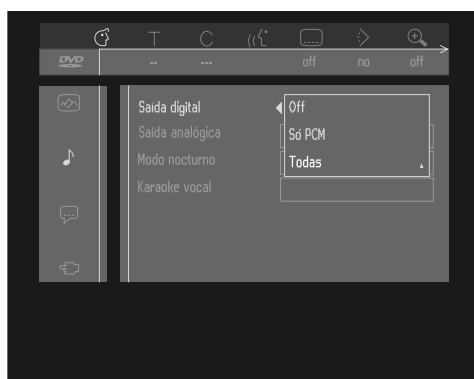 T C
DVD -- --- off no off
Saída digital Off
Saída analógica Só PCM
Modo nocturno Todas
Karaoke vocal